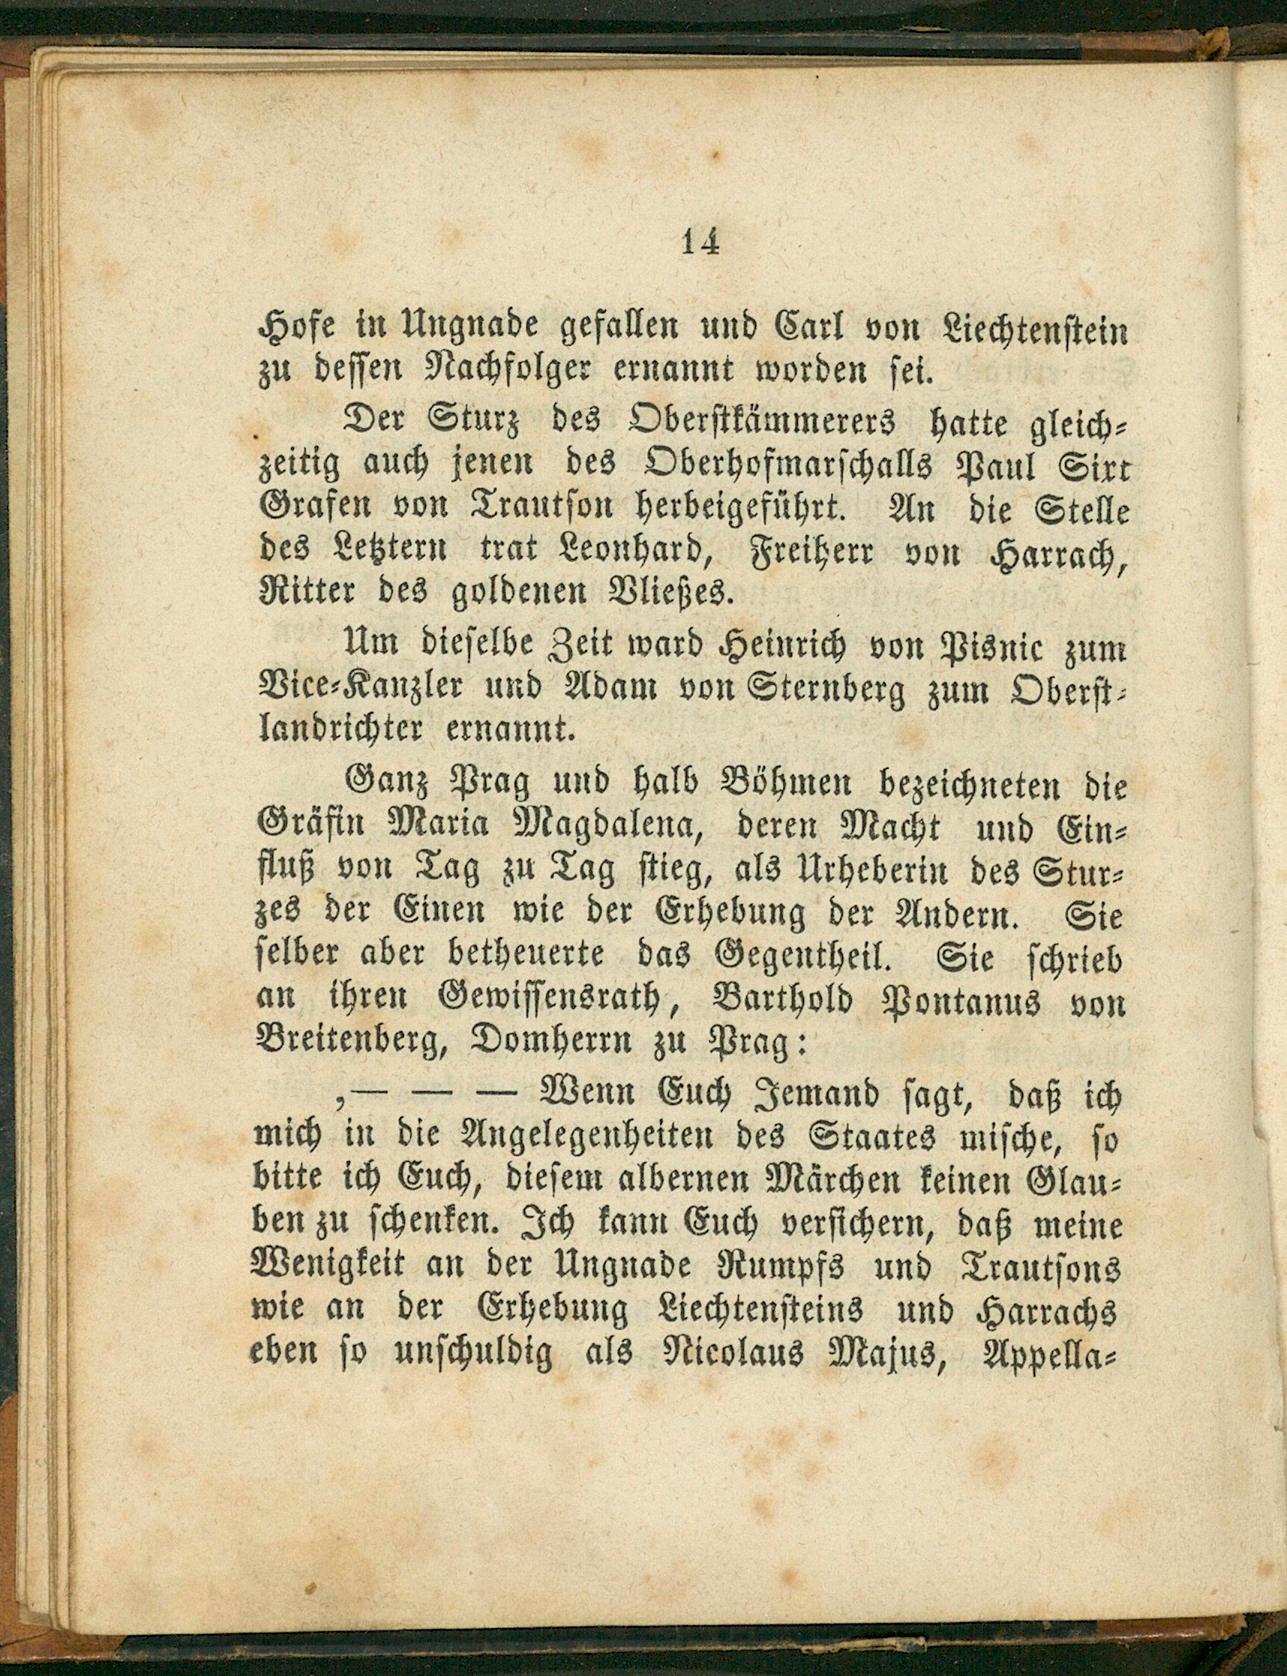 14
Hofe in Ungnade gefallen und Carl von Liechtenstein
zu dessen Nachfolger ernannt worden sei.
Der Sturz des Oberstkämmerers hatte gleich-
zeitig auch jenen des Oberhofmarschalls Paul Sixt
Grafen von Trautson herbeigeführt. An die Stelle
des Letztern trat Leonhard, Freiherr von Harrach,
Ritter des goldenen Vließes.
Um dieselbe Zeit ward Heinrich von Pisnic zum
Vice-Kanzler und Adam von Sternberg zum Oberst-
landrichter ernannt.
Ganz Prag und halb Böhmen bezeichneten die
Gräfin Maria Magdalena, deren Macht und Ein-
fluß von Tag zu Tag stieg, als Urheberin des Stur-
zes der Einen wie der Erhebung der Andern. Sie
selber aber betheuerte das Gegentheil. Sie schrieb
an ihren Gewissensrath, Barthold Pontanus von
Breitenberg, Domherrn zu Prag:
‚— — — Wenn Euch Jemand sagt, daß ich
mich in die Angelegenheiten des Staates mische, so
bitte ich Euch, diesem albernen Märchen keinen Glau-
ben zu schenken. Ich kann Euch versichern, daß meine
Wenigkeit an der Ungnade Rumpfs und Trautsons
wie an der Erhebung Liechtensteins und Harrachs
eben so unschuldig als Nicolaus Majus, Appella-